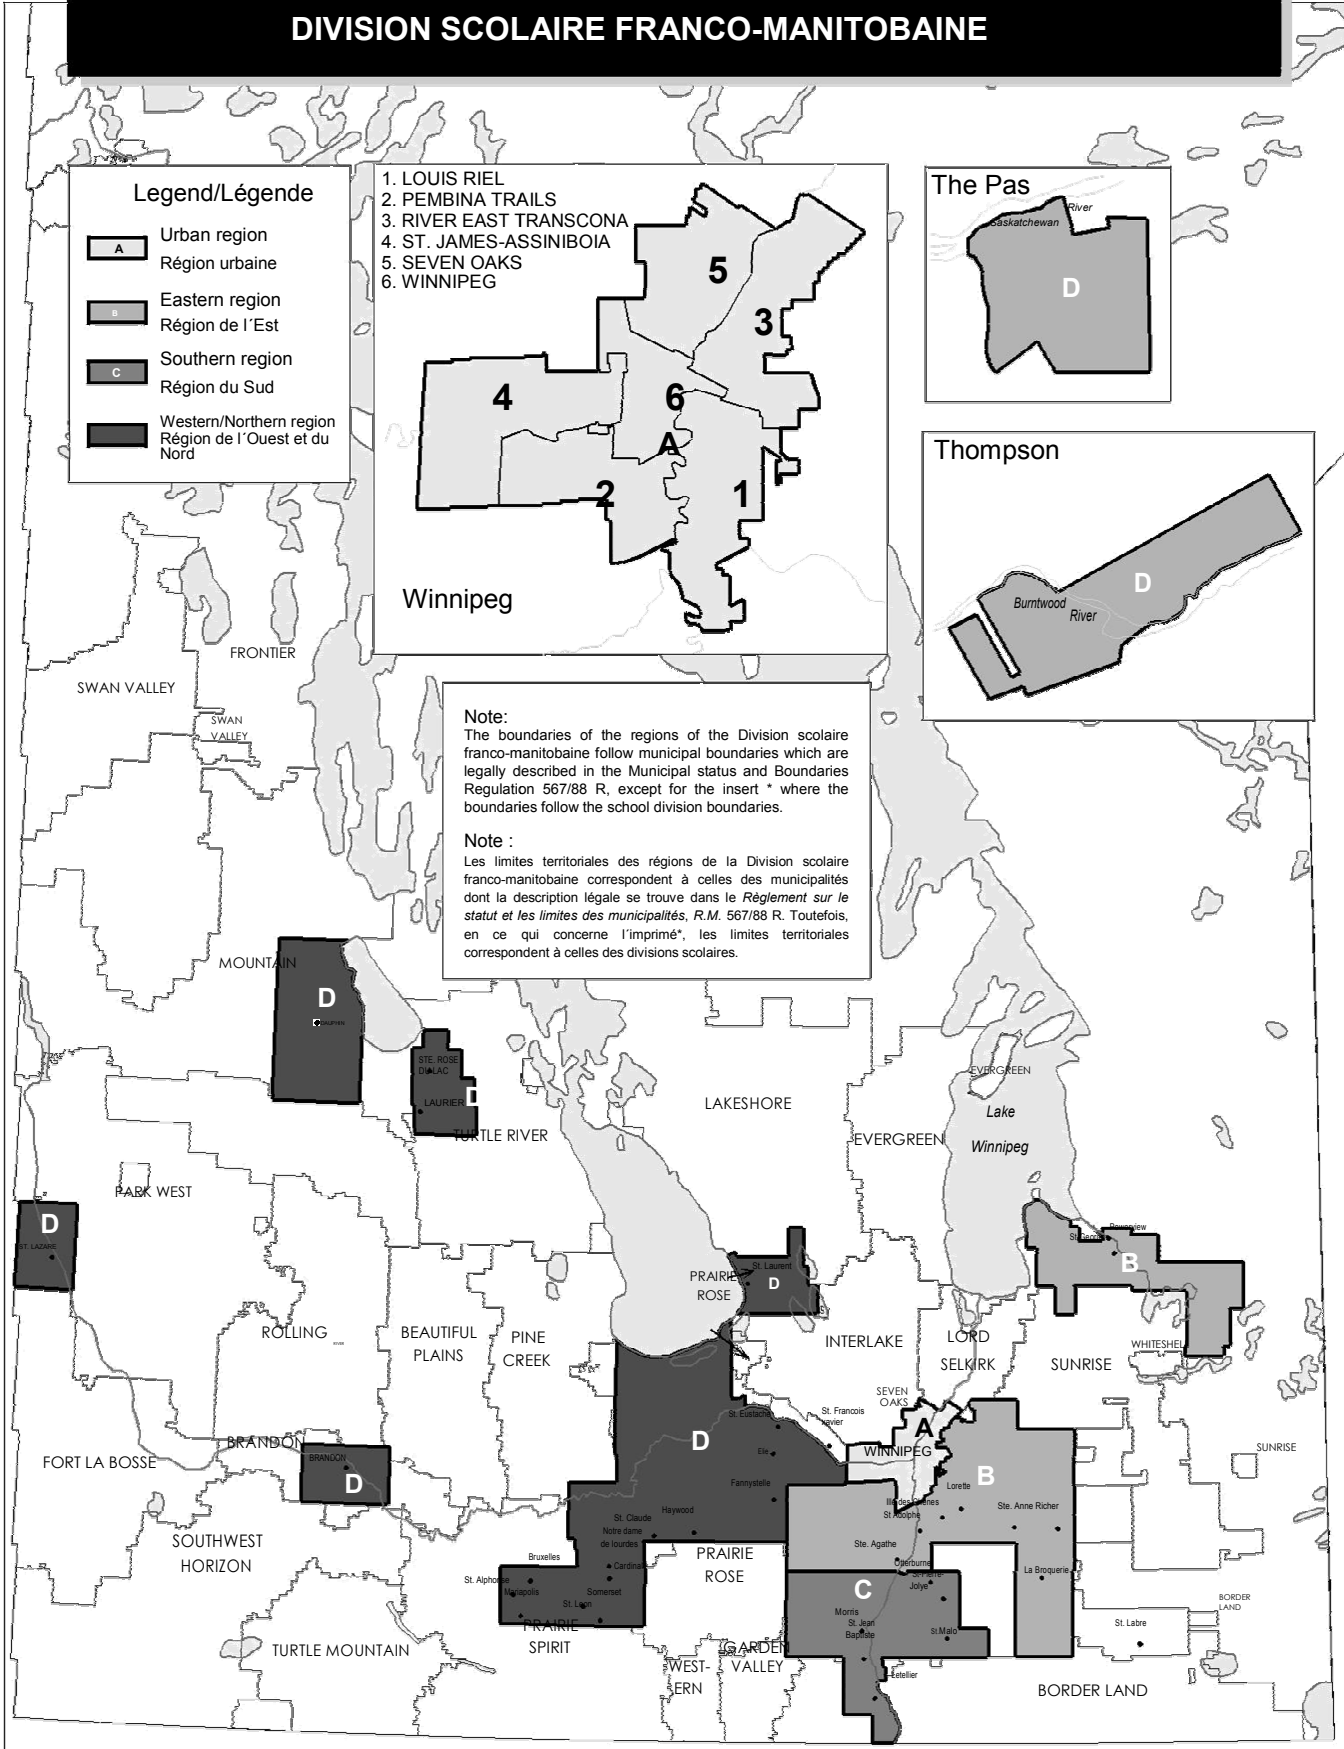 DIVISION SCOLAIRE FRANCO-MANITOBAINE
Legend/Légende
A
Urban region
Région urbaine
B
Eastern region
Région de l´Est
C
Southern region
Région du Sud
Western/Northern region
Région de l´Ouest et du
Nord
1. LOUIS RIEL
2. PEMBINA TRAILS
3. RIVER EAST TRANSCONA
4. ST. JAMES-ASSINIBOIA
5. SEVEN OAKS
6. WINNIPEG
5
3
4
6
A
2
1
Winnipeg
The Pas
Saskatchewan
River
D
Thompson
D
Burntwood
River
Note:
The boundaries of the regions of the Division scolaire
franco-manitobaine follow municipal boundaries which are
legally described in the Municipal status and Boundaries
Regulation 567/88 R, except for the insert * where the
boundaries follow the school division boundaries.
Note :
Les limites territoriales des régions de la Division scolaire
franco-manitobaine correspondent à celles des municipalités
dont la description légale se trouve dans le Règlement sur le
statut et les limites des municipalités, R.M. 567/88 R. Toutefois,
en ce qui concerne l´imprimé*, les limites territoriales
correspondent à celles des divisions scolaires.
FRONTIER
SWAN VALLEY
SWAN
VALLEY
MOUNTAIN
D
DAUPHIN
STE. ROSE
DU LAC
LAURIER
D
TURTLE RIVER
LAKESHORE
EVERGREEN
EVERGREEN
Lake
Winnipeg
PARK WEST
D
ST. LAZARE
Powerview
St. Georges
B
St. Laurent
D
PRAIRIE
ROSE
ROLLING
RIVER
BEAUTIFUL
PLAINS
PINE
CREEK
INTERLAKE
LORD
SELKIRK
SUNRISE
WHITESHELL
SEVEN
OAKS
St. Francois
xavier
St. Eustache
A
WINNIPEG
Elie
D
BRANDON
BRANDON
D
FORT LA BOSSE
SUNRISE
B
Lorette
Fannystelle
Ile des Chenes
St Adolphe
Ste. Anne Richer
Haywood
St. Claude
Notre dame
de lourdes
SOUTHWEST
HORIZON
Bruxelles
Cardinal
PRAIRIE
ROSE
Ste. Agathe
Otterburne
St-Pierre-
Jolye
La Broquerie
St. Alphonse
Mariapolis
Somerset
St. Leon
C
Morris
St. Jean
Baptiste
St.Malo
BORDER
LAND
St. Labre
PRAIRIE
SPIRIT
TURTLE MOUNTAIN
GARDEN
VALLEY
WEST-
ERN
Letellier
BORDER LAND